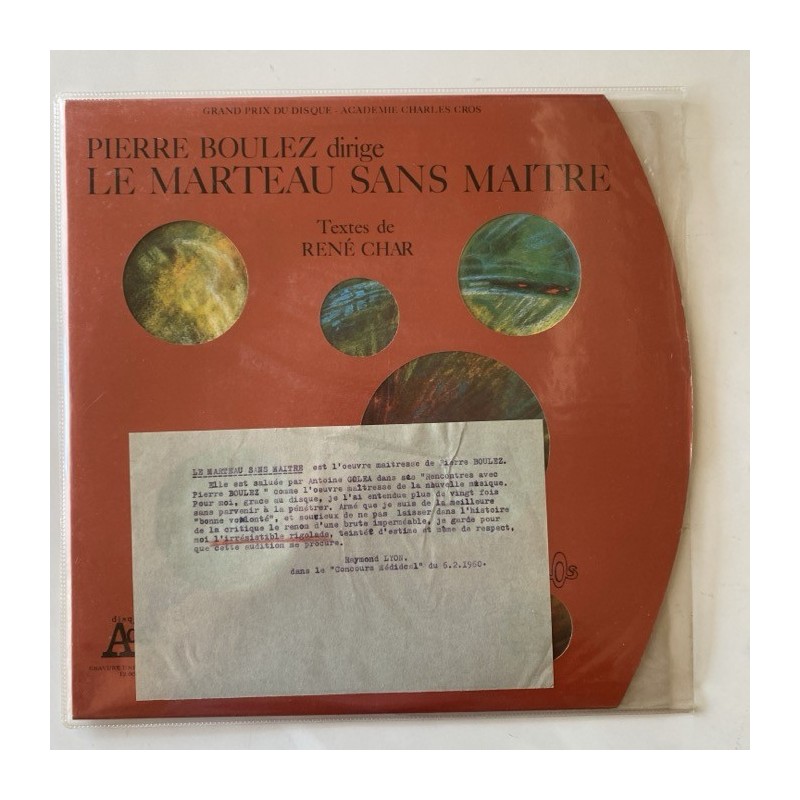 GRAND PRIX DU DISQUE - ACADEMIE CHARLES CROS
PIERRE BOULEZ dirige
LE MARTEAU SANS MAITRE
Textes de
RENÉ CHAR
LE MARTEAU SANS MAITRE est l'oeuvre maitresse de Pierre BOULEZ.
Elle est saluée par Antoine GOLEA dans ses "Rencontres avec
Pierre BOULEZ" comme l'oeuvre maîtresse de la nouvelle musique.
Pour moi, grace au disque, je l'ai entendue plus de vingt fois
sans parvenir à la pénétrer. Armé que je suis de la meilleure
"bonne volonté", et soucieux de ne pas laisser dans l'histoire
de la critique le renom d'une brute imperméable, je garde pour
moi l'irrésistible rigolade, teintée d'estime et même de respect,
que cette audition me procure.
Raymond LYON.
dans le "Concours Médical" du 6.2.1960.